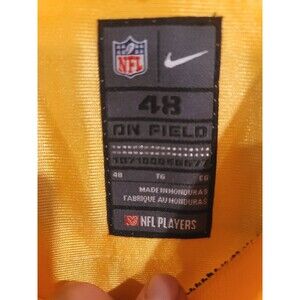 NFL
48
ON FIELD
48 TG EG
MADE IN HONDURAS
FABRIQUE AU HONDURAS
NFL PLAYERS